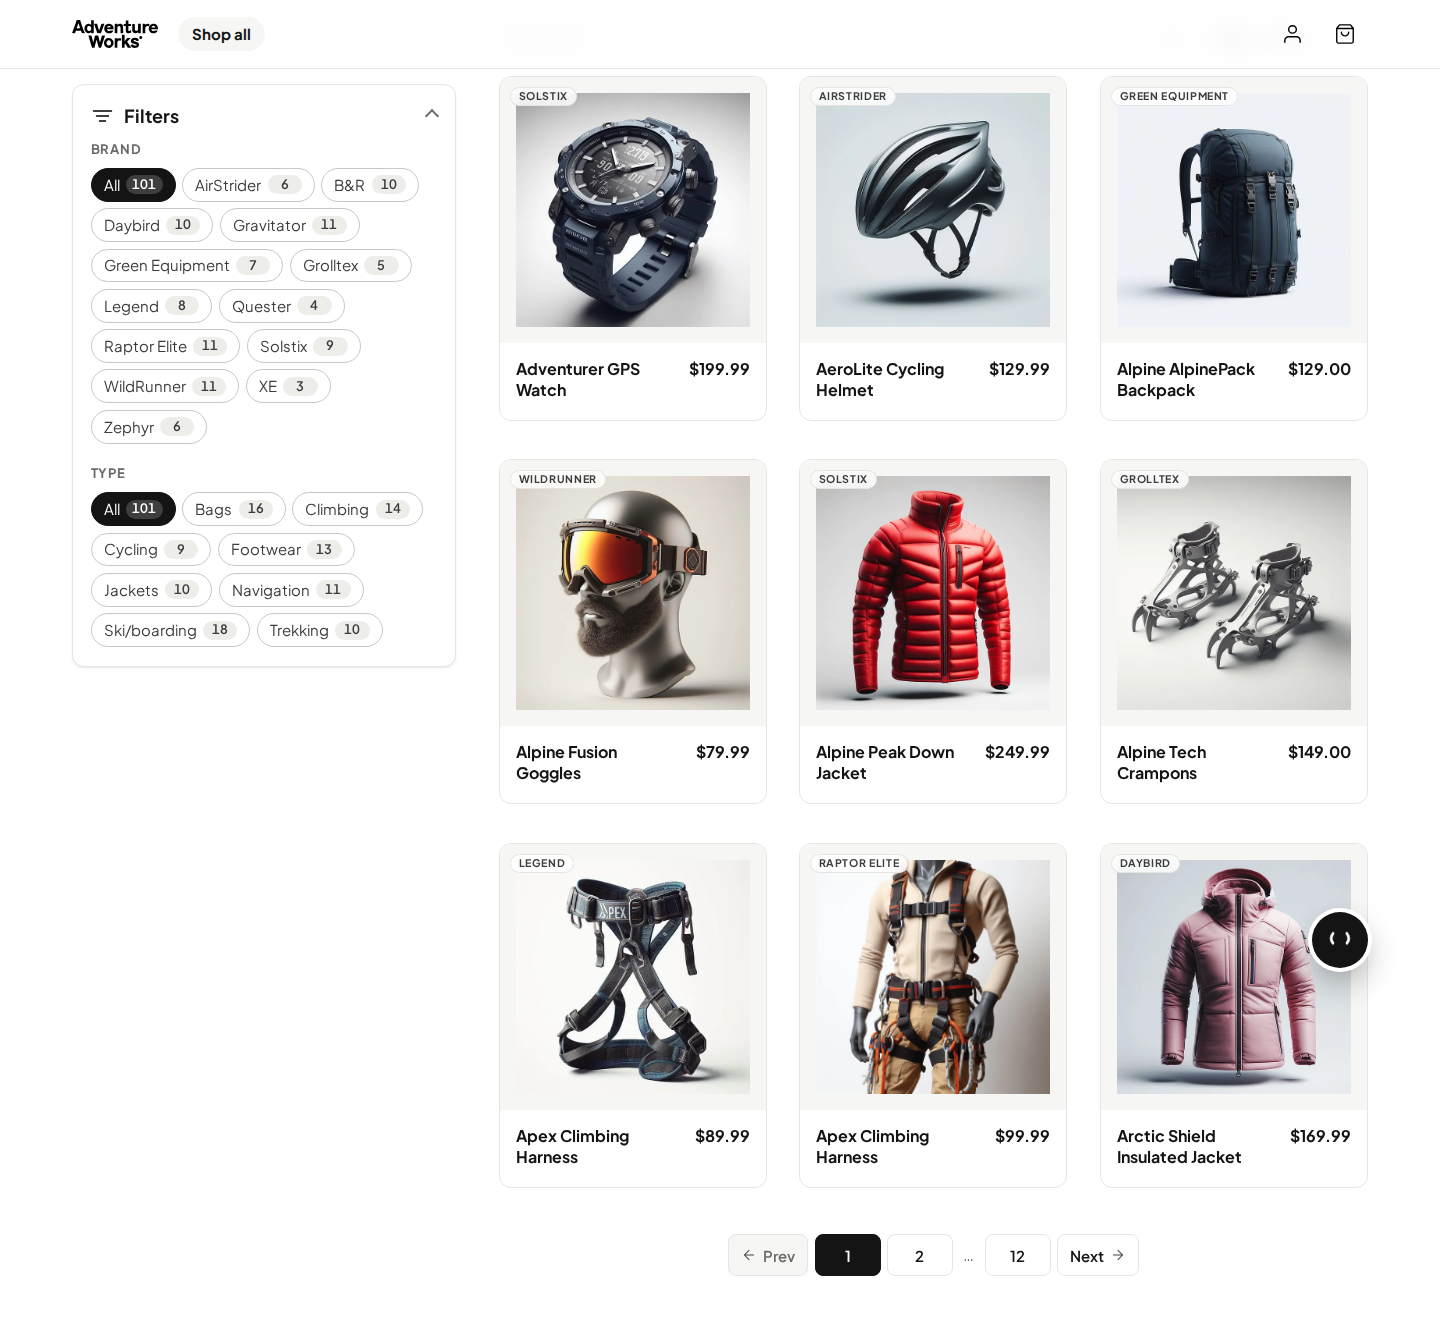 Adventure
Works
Shop all
Filters
BRAND
All 101
AirStrider 6
B&R 10
Daybird 10
Gravitator 11
Green Equipment 7
Grolltex 5
Legend 8
Quester 4
Raptor Elite 11
Solstix 9
WildRunner 11
XE 3
Zephyr 6
TYPE
All 101
Bags 16
Climbing 14
Cycling 9
Footwear 13
Jackets 10
Navigation 11
Ski/boarding 18
Trekking 10
SOLSTIX
Adventurer GPS
Watch
$199.99
AIRSTRIDER
AeroLite Cycling
Helmet
$129.99
GREEN EQUIPMENT
Alpine AlpinePack
Backpack
$129.00
WILDRUNNER
Alpine Fusion
Goggles
$79.99
SOLSTIX
Alpine Peak Down
Jacket
$249.99
GROLLTEX
Alpine Tech
Crampons
$149.00
LEGEND
APEX
Apex Climbing
Harness
$89.99
RAPTOR ELITE
Apex Climbing
Harness
$99.99
DAYBIRD
Arctic Shield
Insulated Jacket
$169.99
← Prev
1
2
...
12
Next →